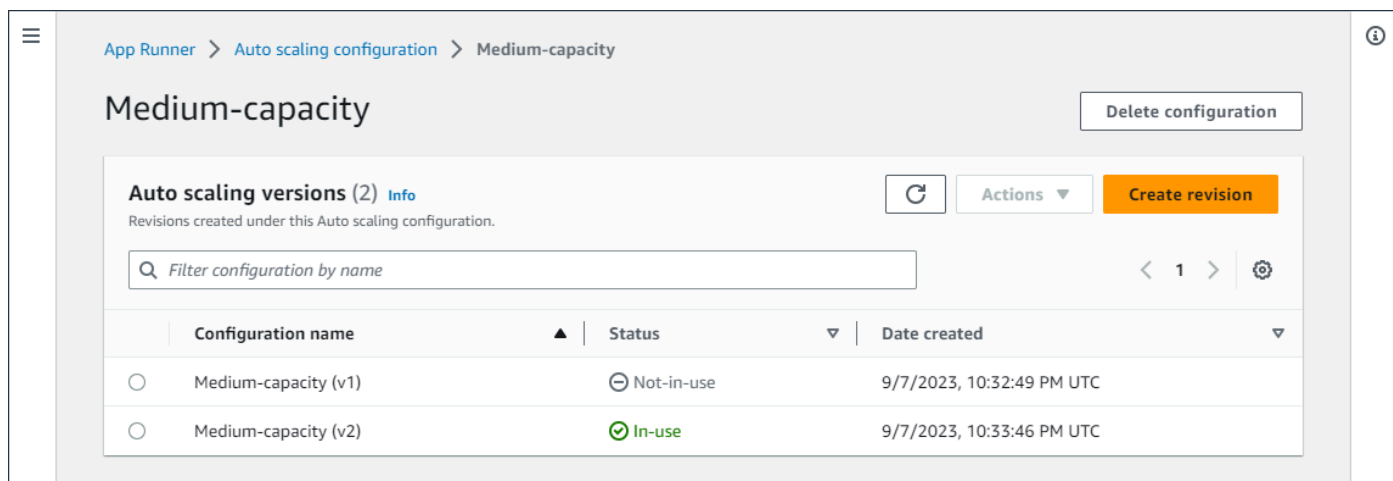 App Runner > Auto scaling configuration > Medium-capacity
Medium-capacity
Delete configuration
Auto scaling versions (2) Info
Actions
Create revision
Revisions created under this Auto scaling configuration.
Filter configuration by name
1
Configuration name Status Date created
Medium-capacity (v1) Not-in-use 9/7/2023, 10:32:49 PM UTC
Medium-capacity (v2) In-use 9/7/2023, 10:33:46 PM UTC